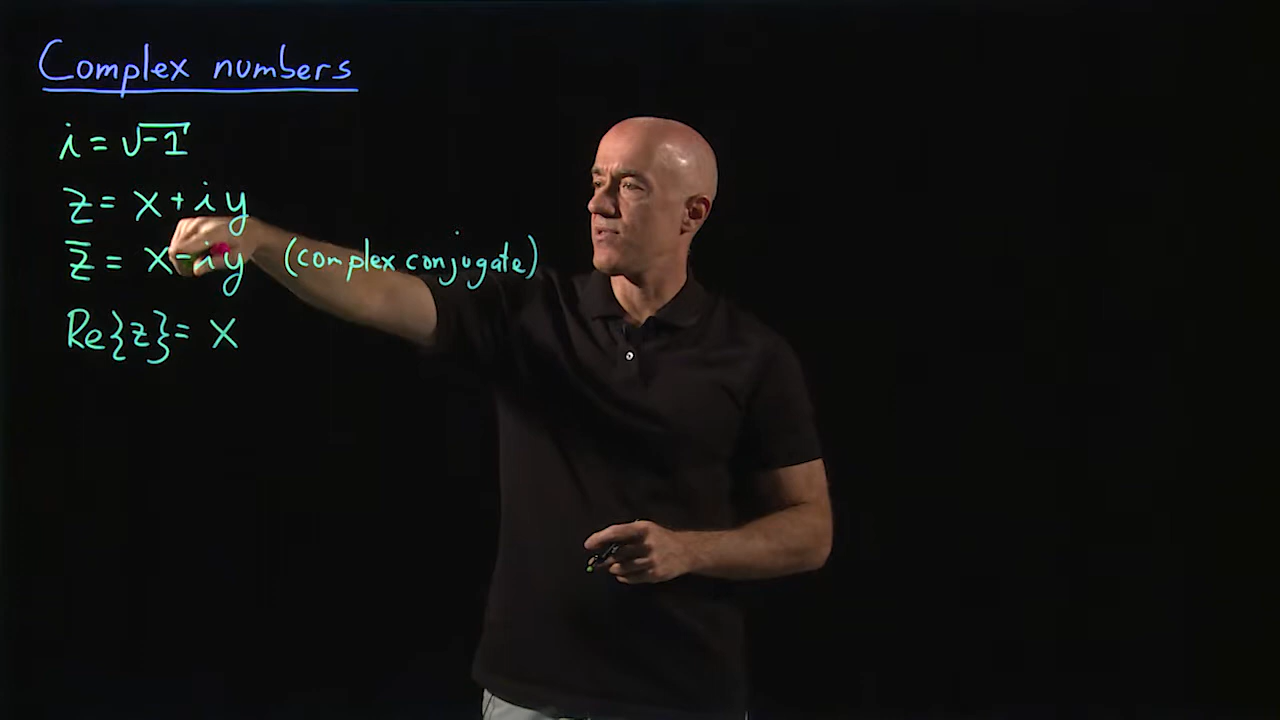 Complex numbers
i = √-1
z = x + i y
z̅ = x - i y (complex conjugate)
Re{z} = x